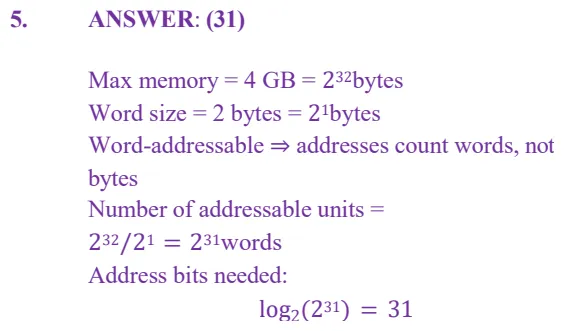 5. ANSWER: (31)
Max memory = 4 GB = 2³²bytes
Word size = 2 bytes = 2¹bytes
Word-addressable ⇒ addresses count words, not
bytes
Number of addressable units =
2³²/2¹ = 2³¹words
Address bits needed:
log₂(2³¹) = 31